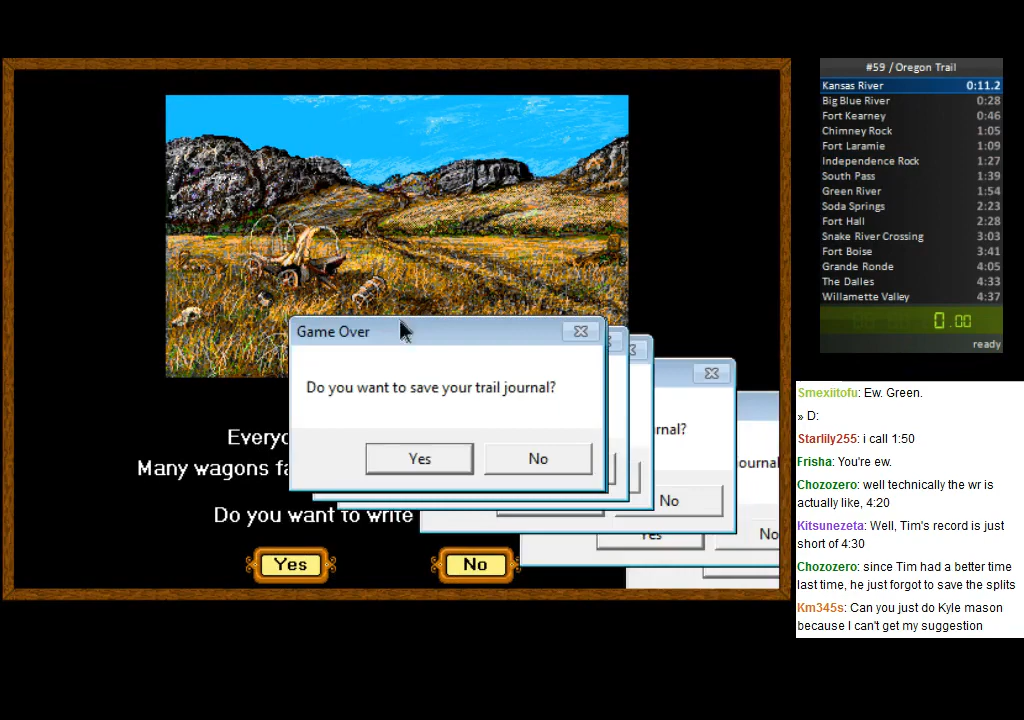 #59 / Oregon Trail
Kansas River 0:11.2
Big Blue River 0:28
Fort Kearney 0:46
Chimney Rock 1:05
Fort Laramie 1:09
Independence Rock 1:27
South Pass 1:39
Green River 1:54
Soda Springs 2:23
Fort Hall 2:28
Snake River Crossing 3:03
Fort Boise 3:41
Grande Ronde 4:05
The Dalles 4:33
Willamette Valley 4:37
0.00
ready
Game Over
Do you want to save your trail journal?
Yes No
rnal?
No
ournal
Yes No
Many wagons
Do you want to write
Yes No
Smexiitofu: Ew. Green.
» D:
Starlily255: i call 1:50
Frisha: You're ew.
Chozozero: well technically the wr is
actually like, 4:20
Kitsunezeta: Well, Tim's record is just
short of 4:30
Chozozero: since Tim had a better time
last time, he just forgot to save the splits
Km345s: Can you just do Kyle mason
because I can't get my suggestion